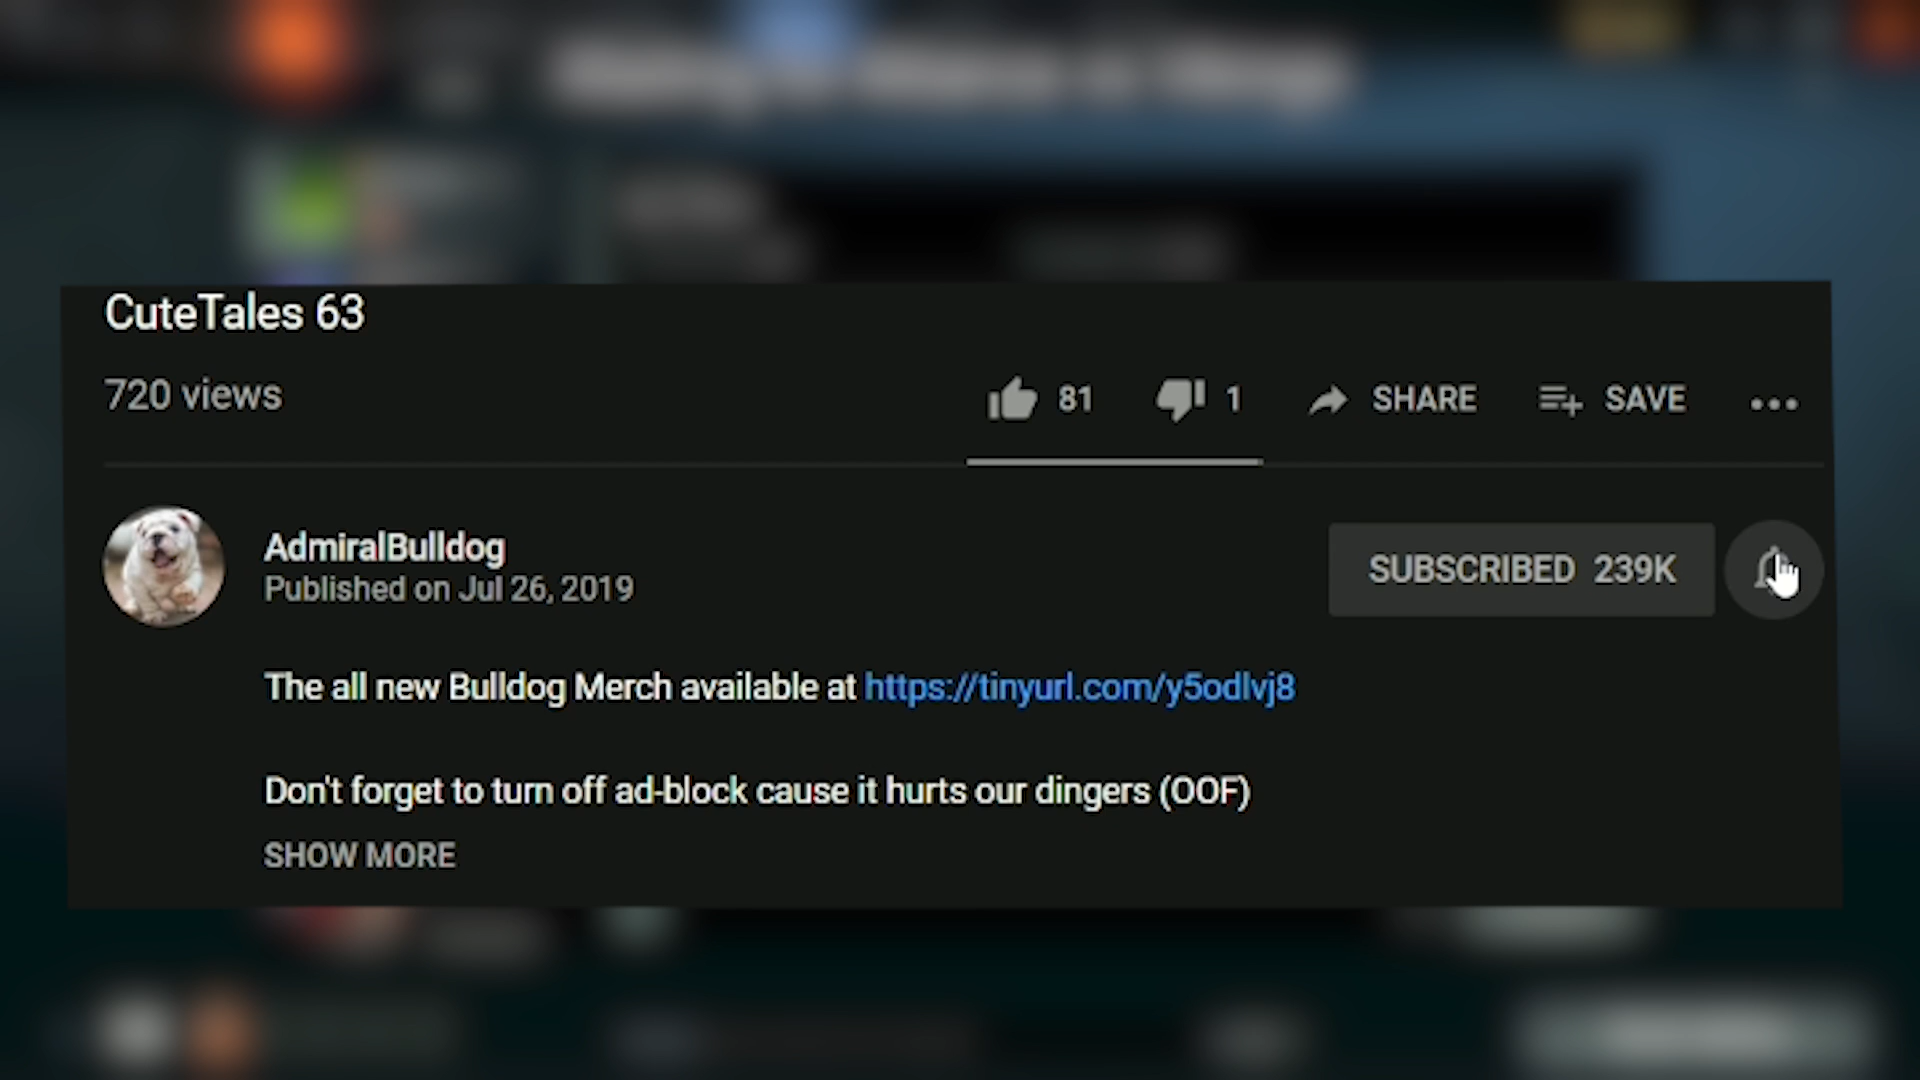 CuteTales 63
720 views
81 1 SHARE SAVE
AdmiralBulldog
Published on Jul 26, 2019
SUBSCRIBED 239K
The all new Bulldog Merch available at https://tinyurl.com/y5odlvj8
Don't forget to turn off ad-block cause it hurts our dingers (OOF)
SHOW MORE